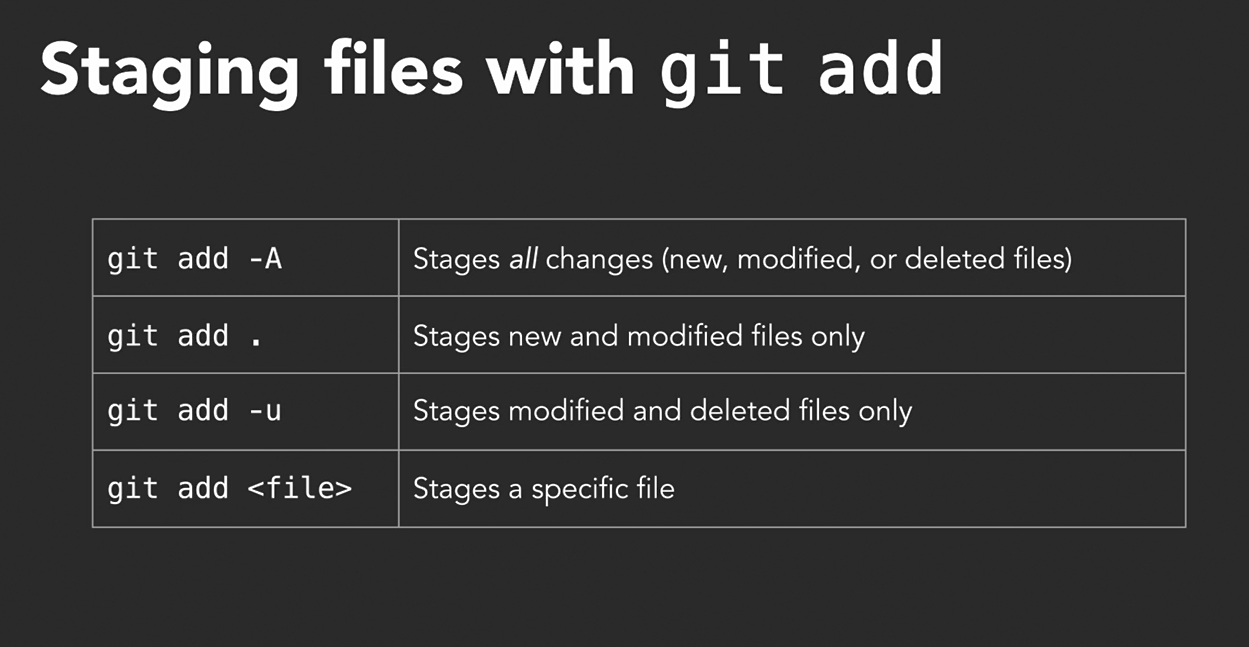 Staging files with git add
git add -A
Stages all changes (new, modified, or deleted files)
git add .
Stages new and modified files only
git add -u
Stages modified and deleted files only
git add <file>
Stages a specific file